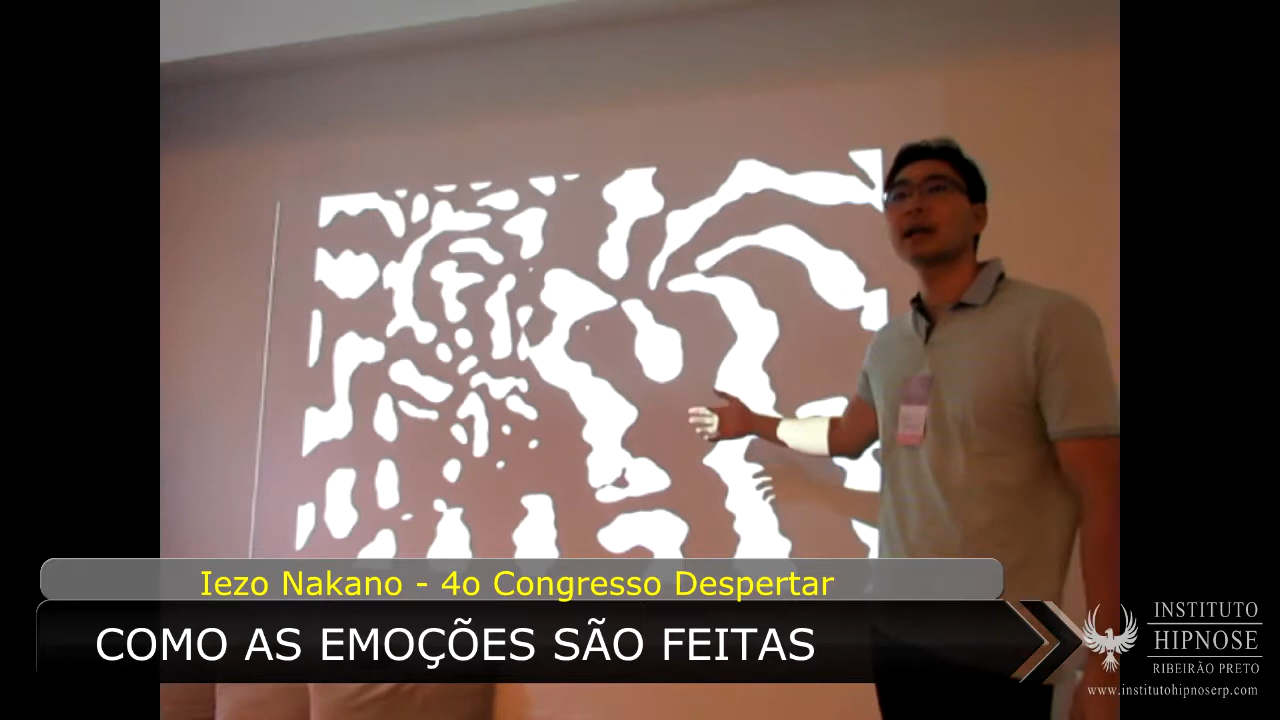 Iezo Nakano - 4o Congresso Despertar
COMO AS EMOÇÕES SÃO FEITAS
INSTITUTO
HIPNOSE
RIBEIRÃO PRETO
www.institutohipnoserp.com